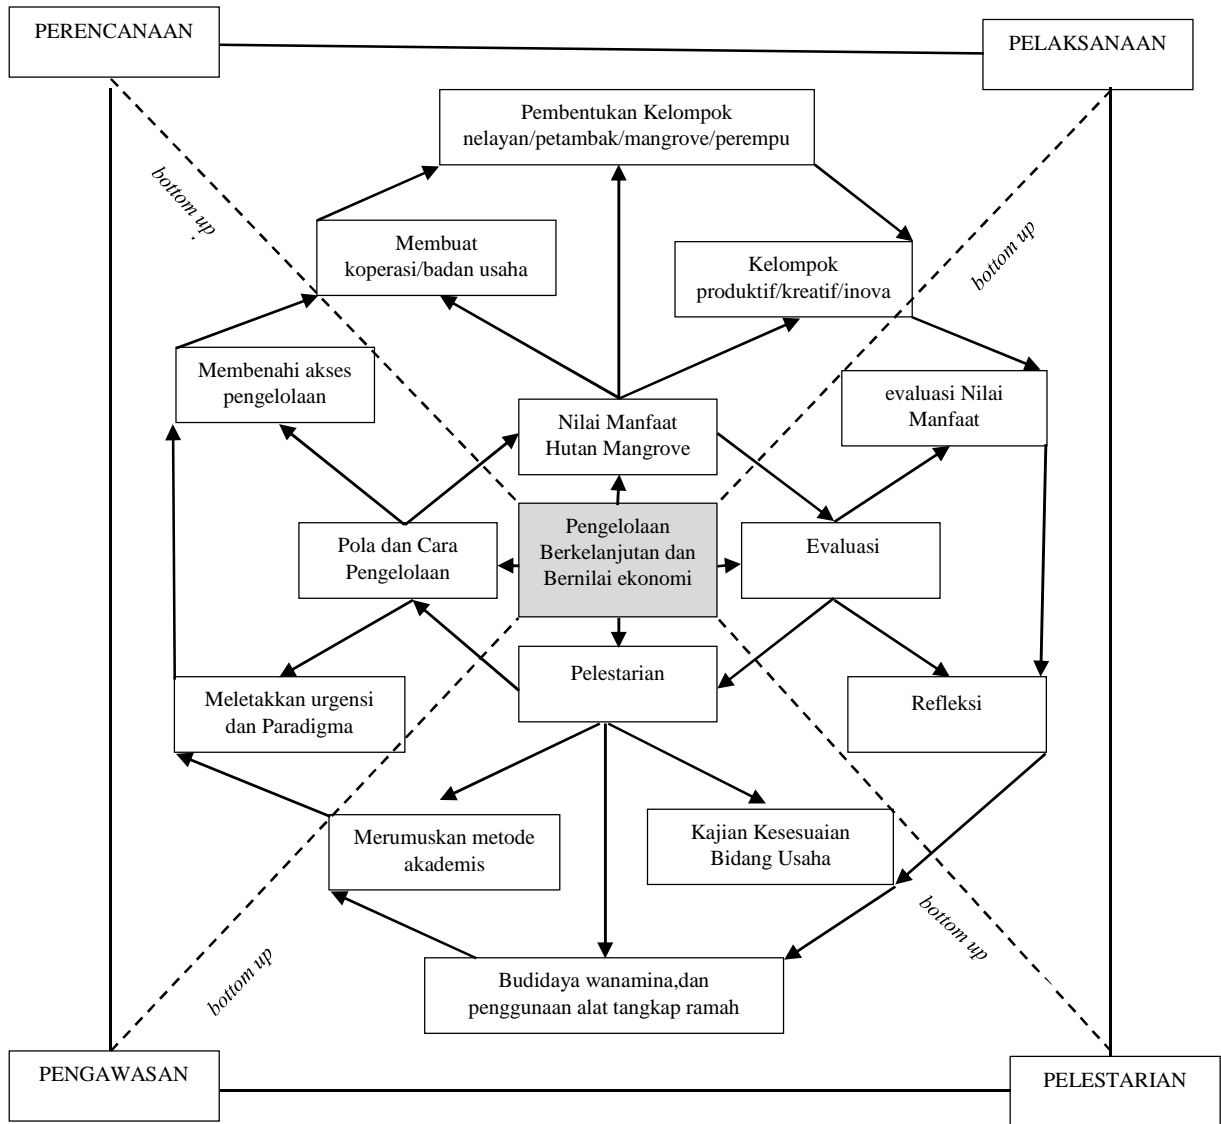 PERENCANAAN
PELAKSANAAN
Pembentukan Kelompok
nelayan/petambak/mangrove/perempu
bottom up
bottom up
Membuat
koperasi/badan usaha
Kelompok
produktif/kreatif/inova
Membenahi akses
pengelolaan
evaluasi Nilai
Manfaat
Nilai Manfaat
Hutan Mangrove
Pola dan Cara
Pengelolaan
Pengelolaan
Berkelanjutan dan
Bernilai ekonomi
Evaluasi
Pelestarian
Meletakkan urgensi
dan Paradigma
Refleksi
Merumuskan metode
akademis
Kajian Kesesuaian
Bidang Usaha
bottom up
bottom up
Budidaya wanamina,dan
penggunaan alat tangkap ramah
PENGAWASAN
PELESTARIAN